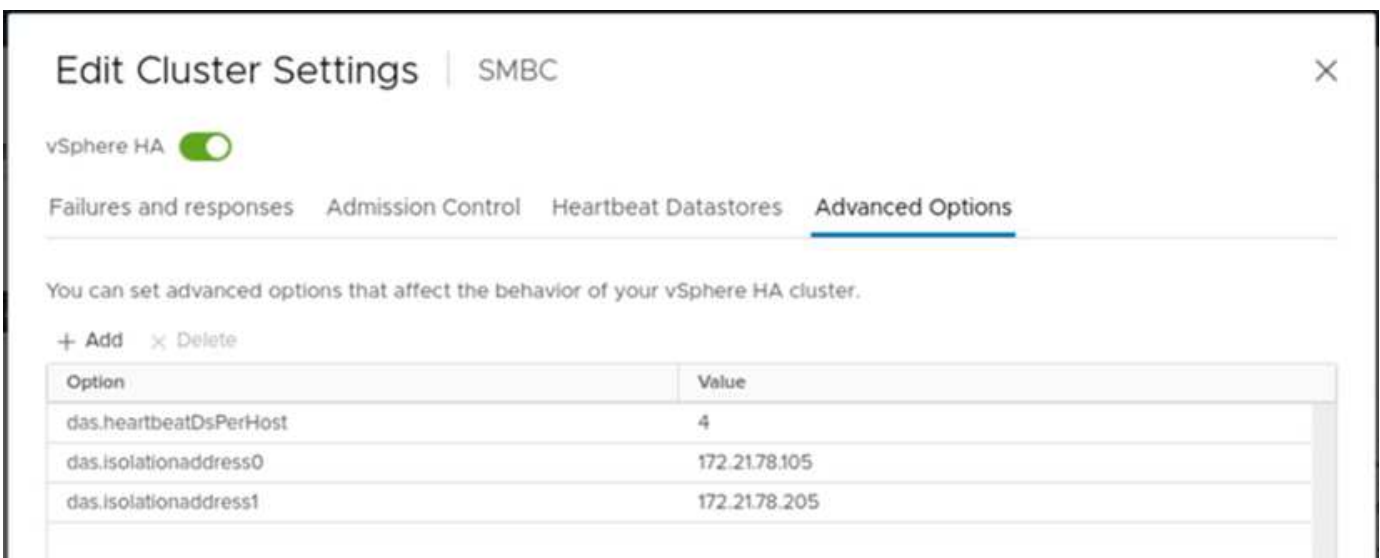 Edit Cluster Settings | SMBC
vSphere HA
Failures and responses Admission Control Heartbeat Datastores Advanced Options
You can set advanced options that affect the behavior of your vSphere HA cluster.
+ Add × Delete
Option Value
das.heartbeatDsPerHost 4
das.isolationaddress0 172.21.78.105
das.isolationaddress1 172.21.78.205